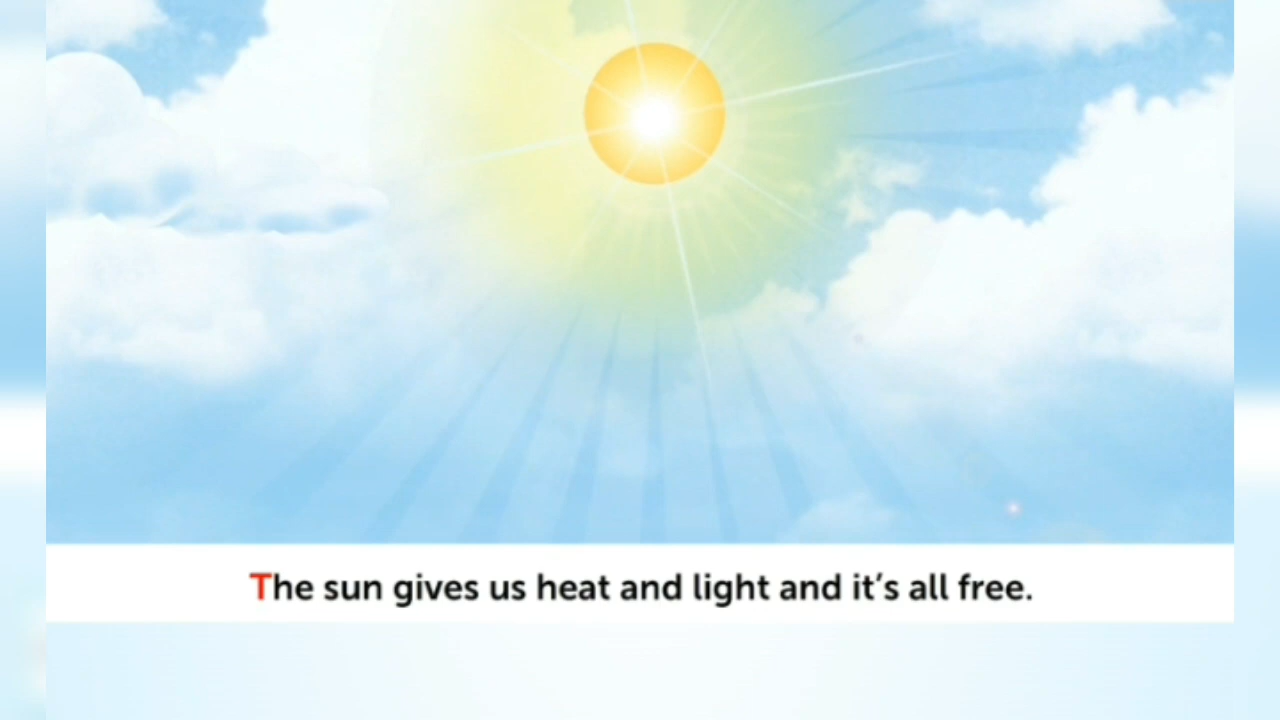 The sun gives us heat and light and it’s all free.